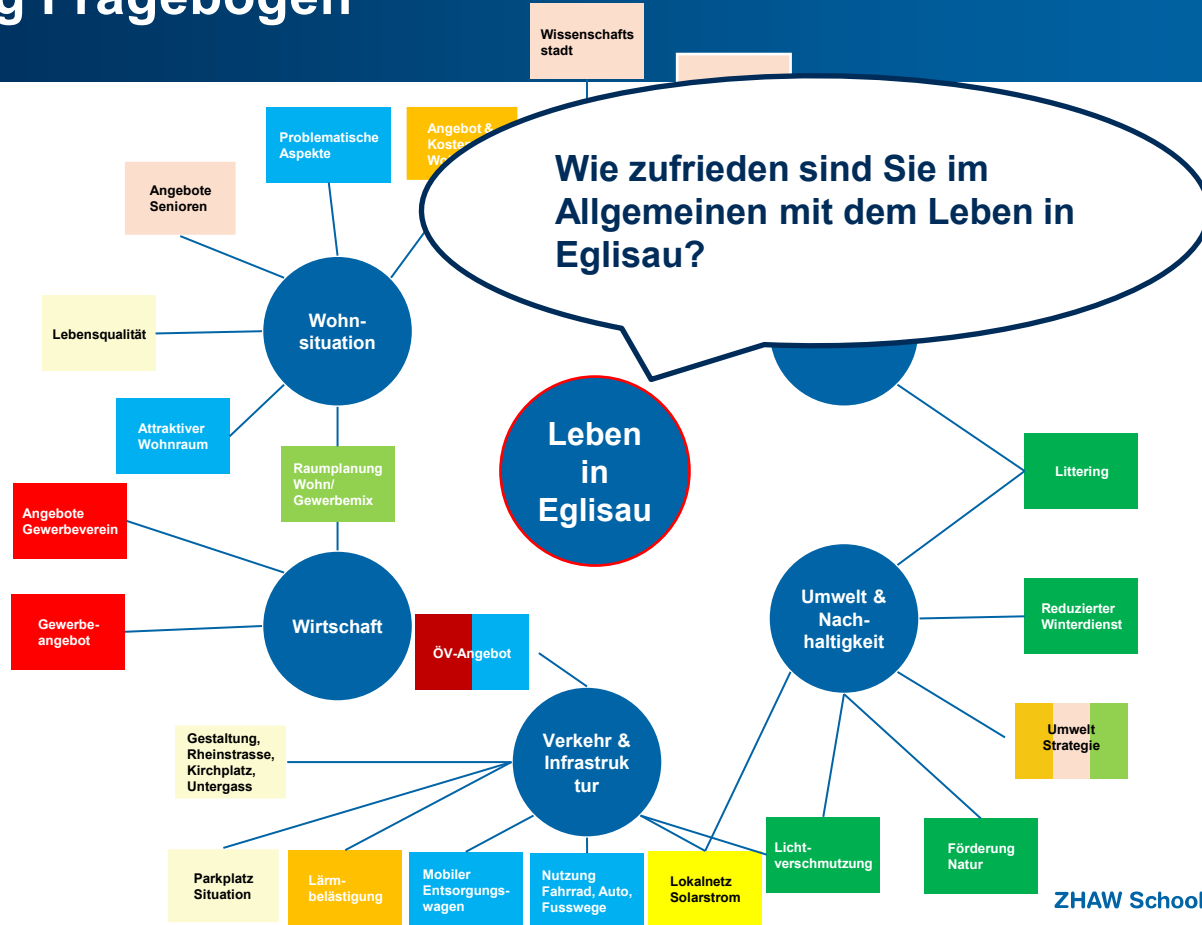 g Fragebogen
Wissenschafts
stadt
Problematische
Aspekte
Angebot &
Angebote
Senioren
Wie zufrieden sind Sie im
Allgemeinen mit dem Leben in
Eglisau?
Wohn-
situation
Lebensqualität
Attraktiver
Wohnraum
Raumplanung
Wohn/
Gewerbemix
Leben
in
Eglisau
Littering
Angebote
Gewerbeverein
Gewerbe-
angebot
Wirtschaft
ÖV-Angebot
Umwelt &
Nach-
haltigkeit
Reduzierter
Winterdienst
Umwelt
Strategie
Gestaltung,
Rheinstrasse,
Kirchplatz,
Untergass
Verkehr &
Infrastruk
tur
Parkplatz
Situation
Lärm-
belästigung
Mobiler
Entsorgungs-
wagen
Nutzung
Fahrrad, Auto,
Fusswege
Lokalnetz
Solarstrom
Licht-
verschmutzung
Förderung
Natur
ZHAW School